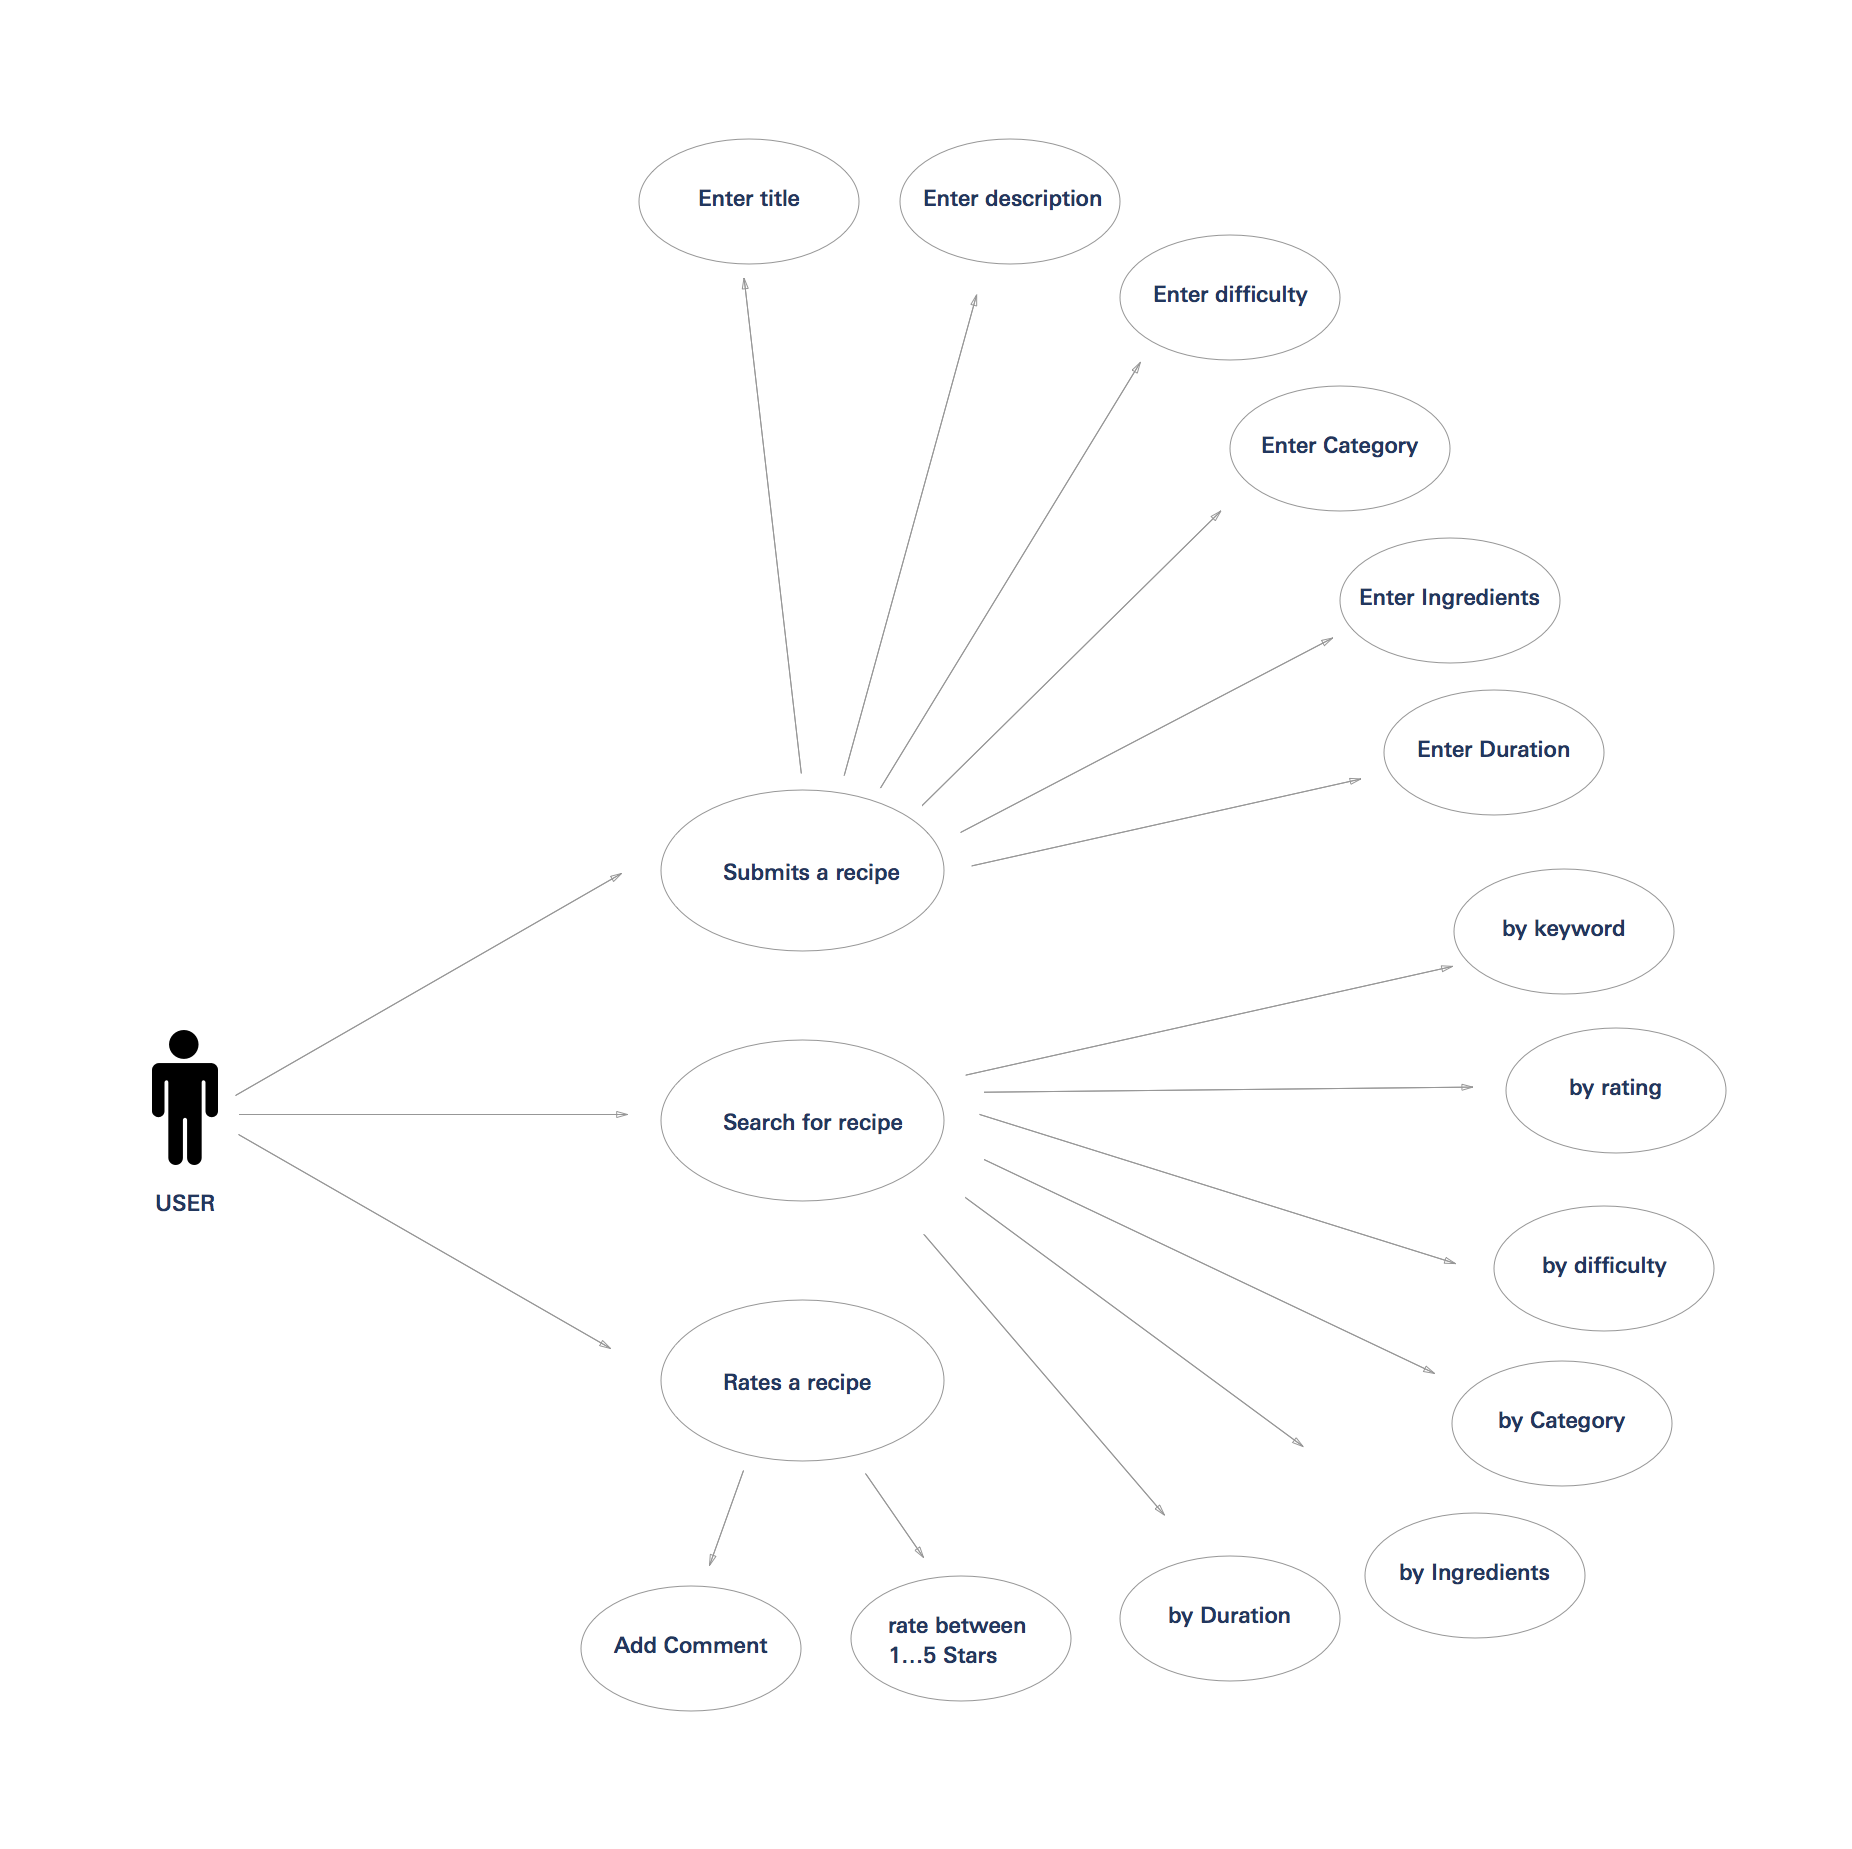 Enter title
Enter description
Enter difficulty
Enter Category
Enter Ingredients
Enter Duration
Submits a recipe
by keyword
by rating
Search for recipe
USER
by difficulty
Rates a recipe
by Category
by Ingredients
by Duration
rate between
1...5 Stars
Add Comment